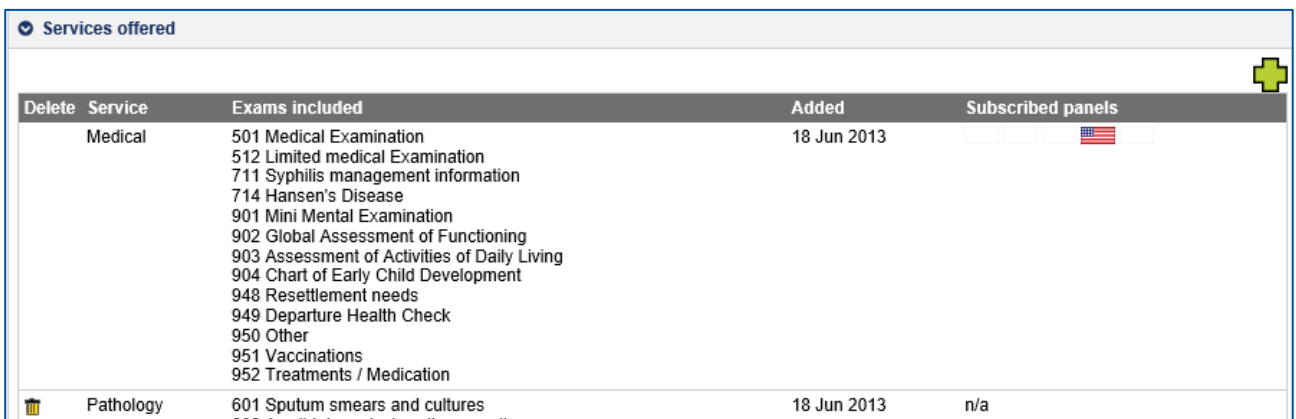 Services offered
Delete Service Exams included Added Subscribed panels
Medical 501 Medical Examination 18 Jun 2013
512 Limited medical Examination
711 Syphilis management information
714 Hansen's Disease
901 Mini Mental Examination
902 Global Assessment of Functioning
903 Assessment of Activities of Daily Living
904 Chart of Early Child Development
948 Resettlement needs
949 Departure Health Check
950 Other
951 Vaccinations
952 Treatments / Medication
Pathology 601 Sputum smears and cultures 18 Jun 2013 n/a